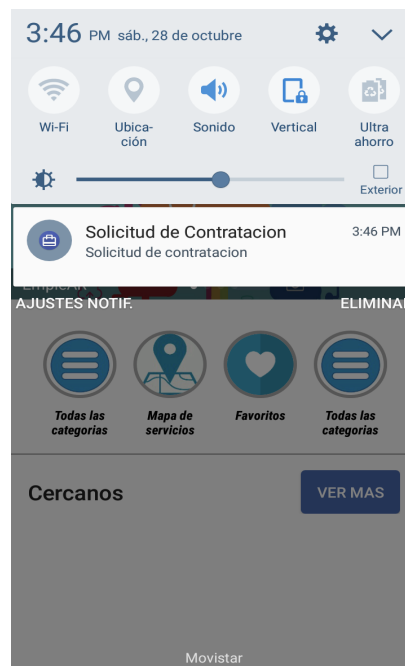 3:46 PM sáb., 28 de octubre
Wi-Fi
Ubica-
ción
Sonido
Vertical
Ultra
ahorro
Exterior
Solicitud de Contratacion 3:46 PM
Solicitud de contratacion
AJUSTES NOTIF. ELIMINAR
Todas las
categorias
Mapa de
servicios
Favoritos
Todas las
categorias
Cercanos
VER MAS
Movistar